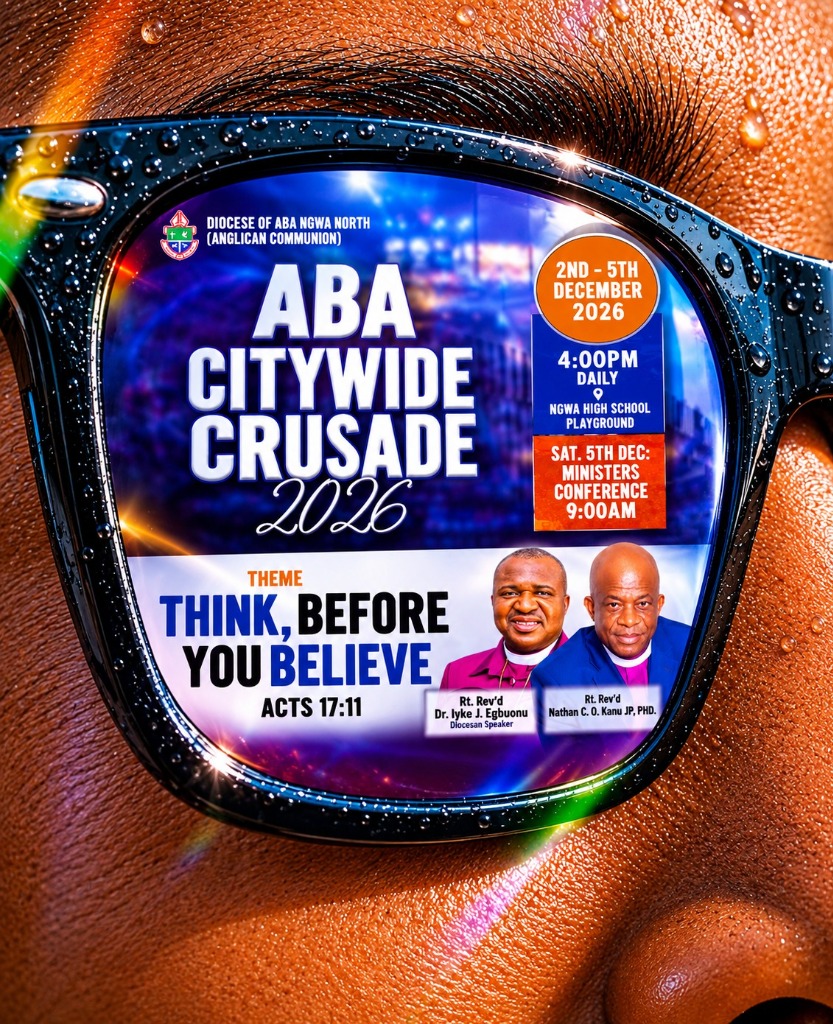 DIOCESE OF ABA NGWA NORTH
(ANGLICAN COMMUNION)
ABA
CITYWIDE
CRUSADE
2026
2ND - 5TH
DECEMBER
2026
4:00PM
DAILY
NGWA HIGH SCHOOL
PLAYGROUND
SAT. 5TH DEC:
MINISTERS
CONFERENCE
9:00AM
THEME
THINK, BEFORE
YOU BELIEVE
ACTS 17:11
Rt. Rev'd
Dr. Iyke J. Egbuonu
Diocesan Speaker
Rt. Rev'd
Nathan C. O. Kanu JP, PHD.